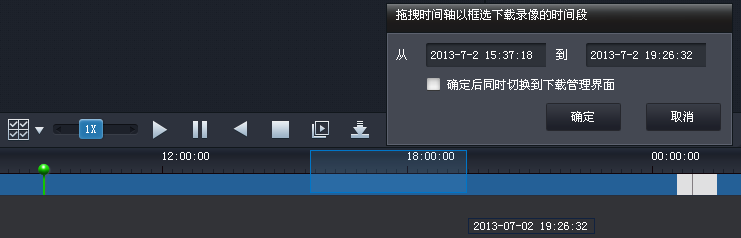 拖拽时间轴以框选下载录像的时间段
从 2013-7-2 15:37:18 到 2013-7-2 19:26:32
确定后同时切换到下载管理界面
确定 取消
1X
12:00:00 18:00:00 00:00:00
2013-07-02 19:26:32